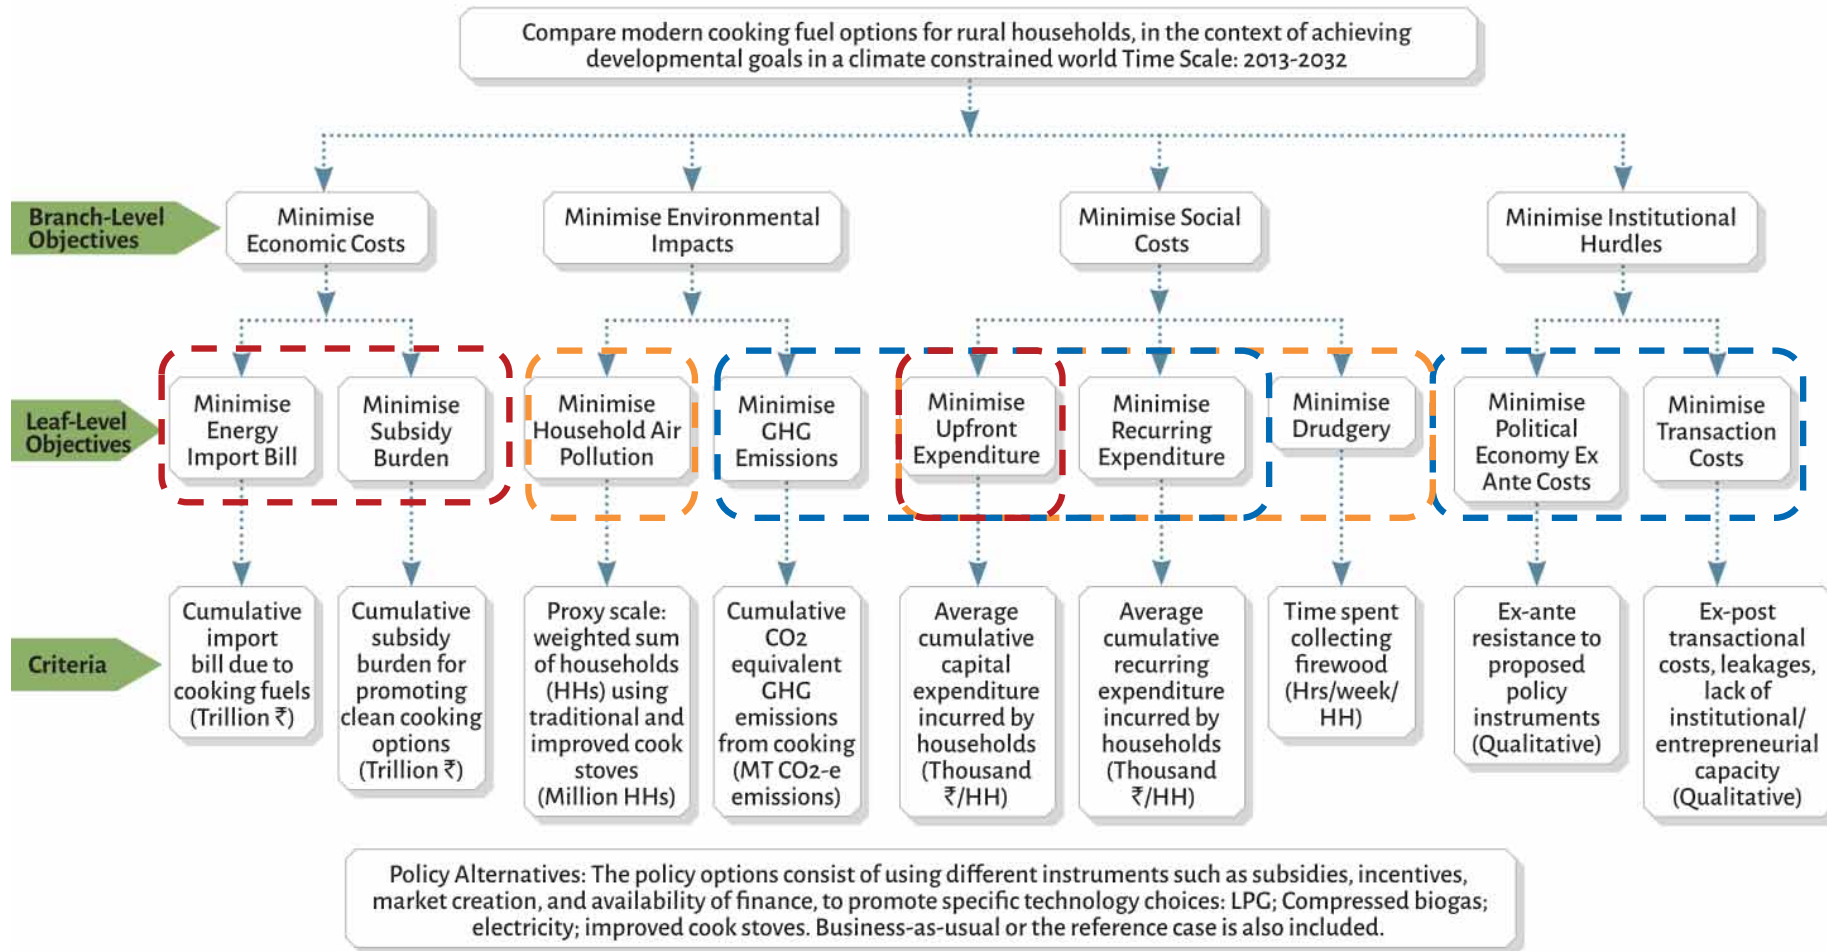 Compare modern cooking fuel options for rural households, in the context of achieving
developmental goals in a climate constrained world Time Scale: 2013-2032
Branch-Level
Objectives
Minimise
Economic Costs
Minimise Environmental
Impacts
Minimise Social
Costs
Minimise Institutional
Hurdles
Leaf-Level
Objectives
Minimise
Energy
Import Bill
Minimise
Subsidy
Burden
Minimise
Household Air
Pollution
Minimise
GHG
Emissions
Minimise
Upfront
Expenditure
Minimise
Recurring
Expenditure
Minimise
Drudgery
Minimise
Political
Economy Ex
Ante Costs
Minimise
Transaction
Costs
Criteria
Cumulative
import
bill due to
cooking fuels
(Trillion ₹)
Cumulative
subsidy
burden for
promoting
clean cooking
options
(Trillion ₹)
Proxy scale:
weighted sum
of households
(HHs) using
traditional and
improved cook
stoves
(Million HHs)
Cumulative
CO2
equivalent
GHG
emissions
from cooking
(MT CO2-e
emissions)
Average
cumulative
capital
expenditure
incurred by
households
(Thousand
₹/HH)
Average
cumulative
recurring
expenditure
incurred by
households
(Thousand
₹/HH)
Time spent
collecting
firewood
(Hrs/week/
HH)
Ex-ante
resistance to
proposed
policy
instruments
(Qualitative)
Ex-post
transactional
costs, leakages,
lack of
institutional/
entrepreneurial
capacity
(Qualitative)
Policy Alternatives: The policy options consist of using different instruments such as subsidies, incentives,
market creation, and availability of finance, to promote specific technology choices: LPG; Compressed biogas;
electricity; improved cook stoves. Business-as-usual or the reference case is also included.